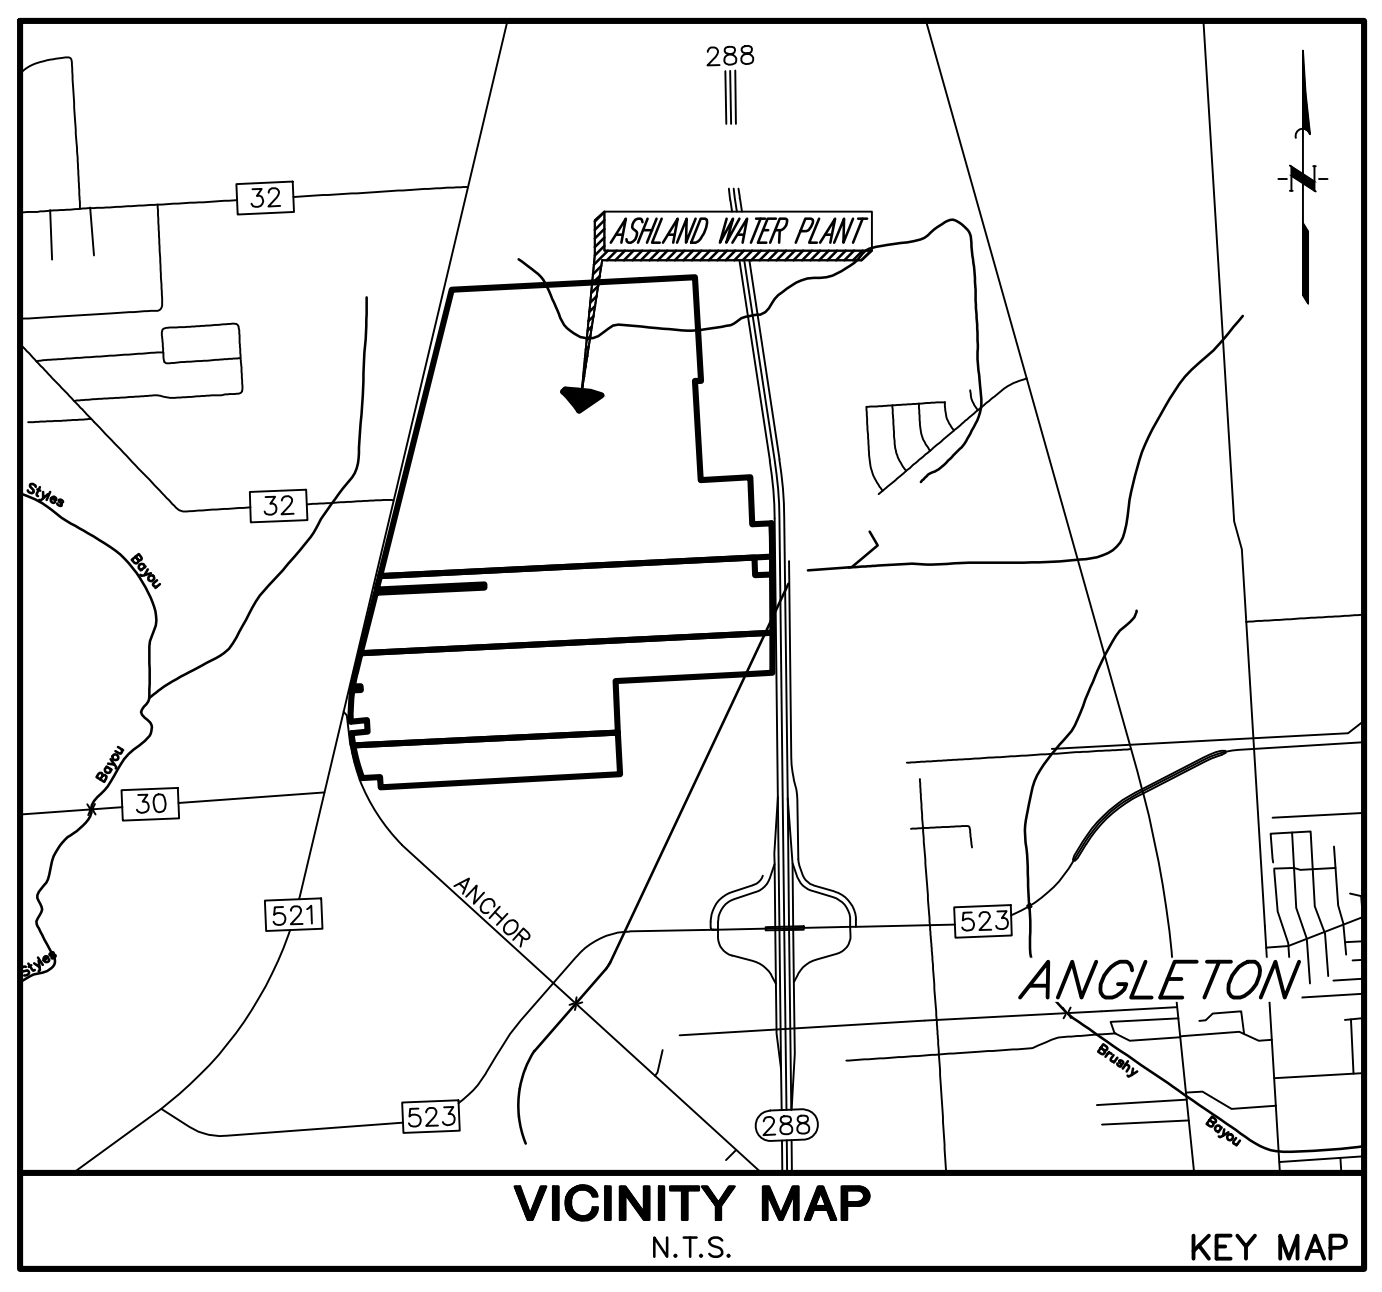 288
32
ASHLAND WATER PLANT
N
32
Styles
Bayou
Bayou
30
521
ANCHOR
523
Styles
ANGLETON
Brushy
523
288
Bayou
VICINITY MAP
N.T.S.
KEY MAP